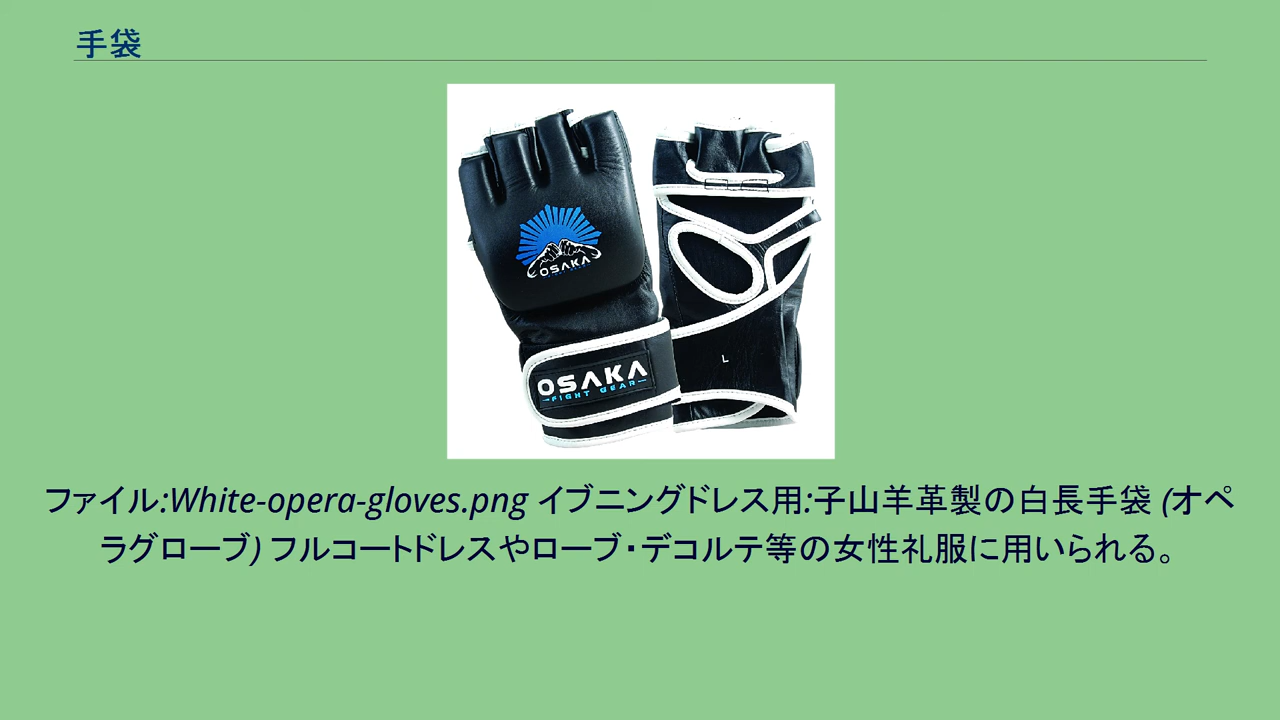 手袋
OSAKA
FIGHT GEAR
L
OSAKA
FIGHT GEAR
ファイル:White-opera-gloves.png イブニングドレス用:子山羊革製の白長手袋 (オペ
ラグローブ) フルコートドレスやローブ・デコルテ等の女性礼服に用いられる。